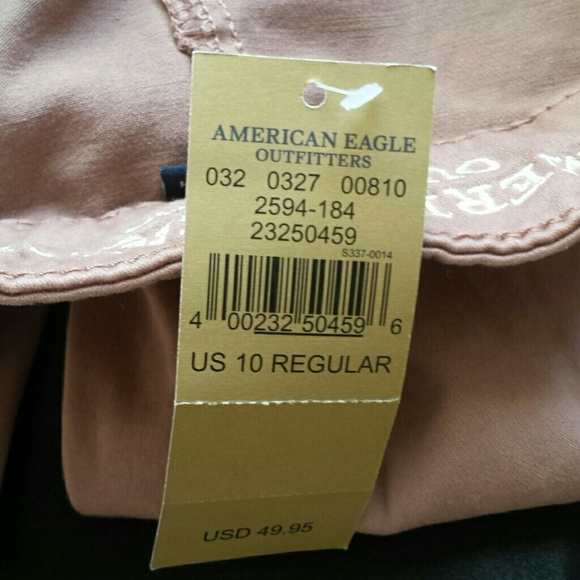 AMERICAN EAGLE
OUTFITTERS
032 0327 00810
2594-184
23250459
S337-0014
4 00232 50459 6
US 10 REGULAR
USD 49.95